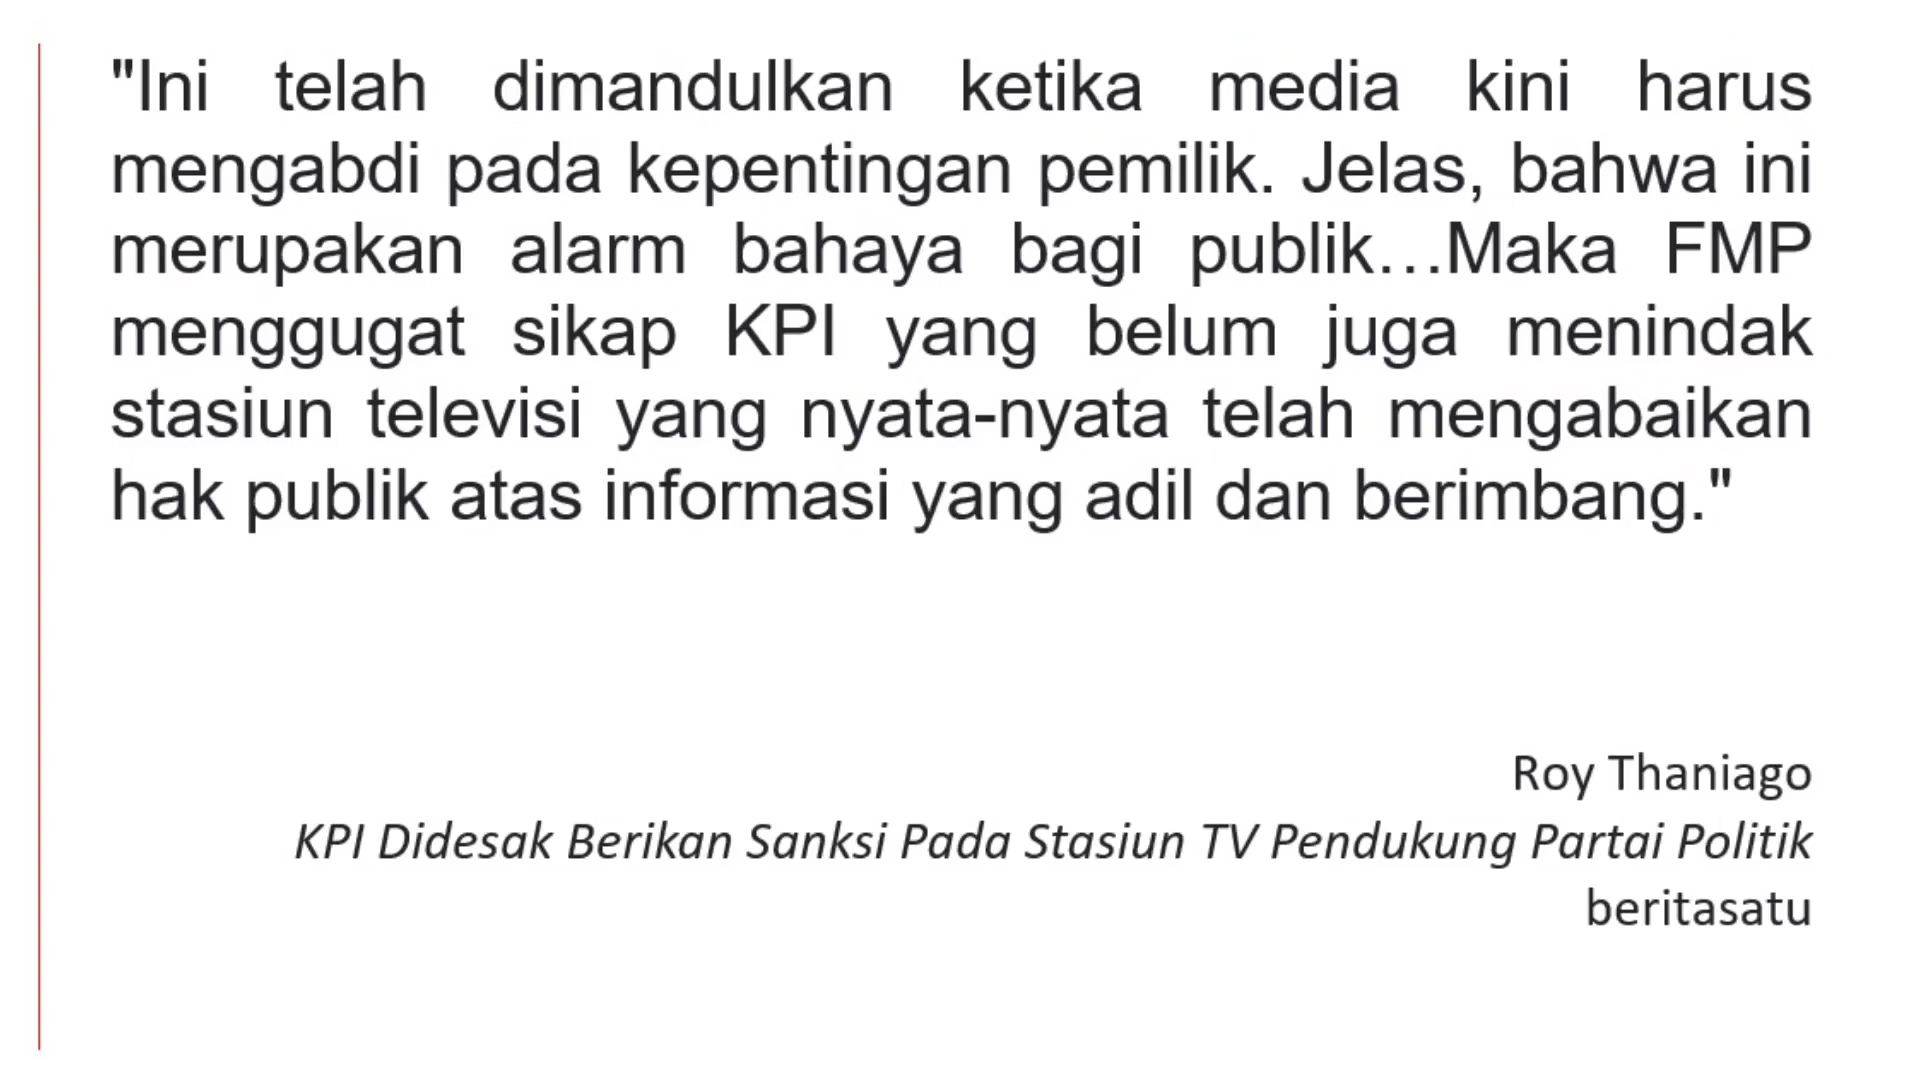 "Ini telah dimandulkan ketika media kini harus
mengabdi pada kepentingan pemilik. Jelas, bahwa ini
merupakan alarm bahaya bagi publik…Maka FMP
menggugat sikap KPI yang belum juga menindak
stasiun televisi yang nyata-nyata telah mengabaikan
hak publik atas informasi yang adil dan berimbang."
Roy Thaniago
KPI Didesak Berikan Sanksi Pada Stasiun TV Pendukung Partai Politik
beritasatu